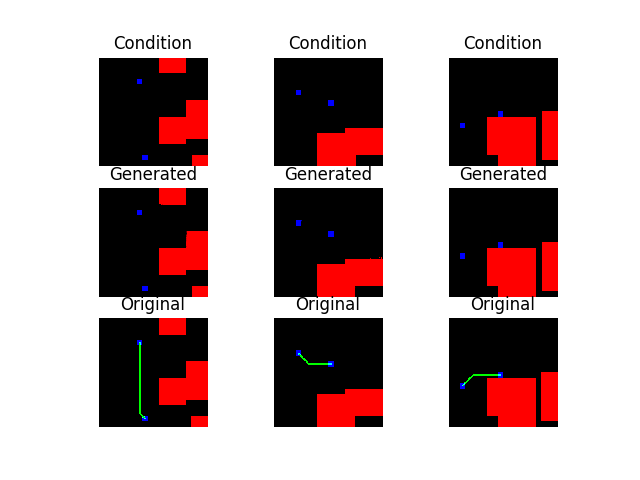 Condition Condition Condition
Generated Generated Generated
Original Original Original